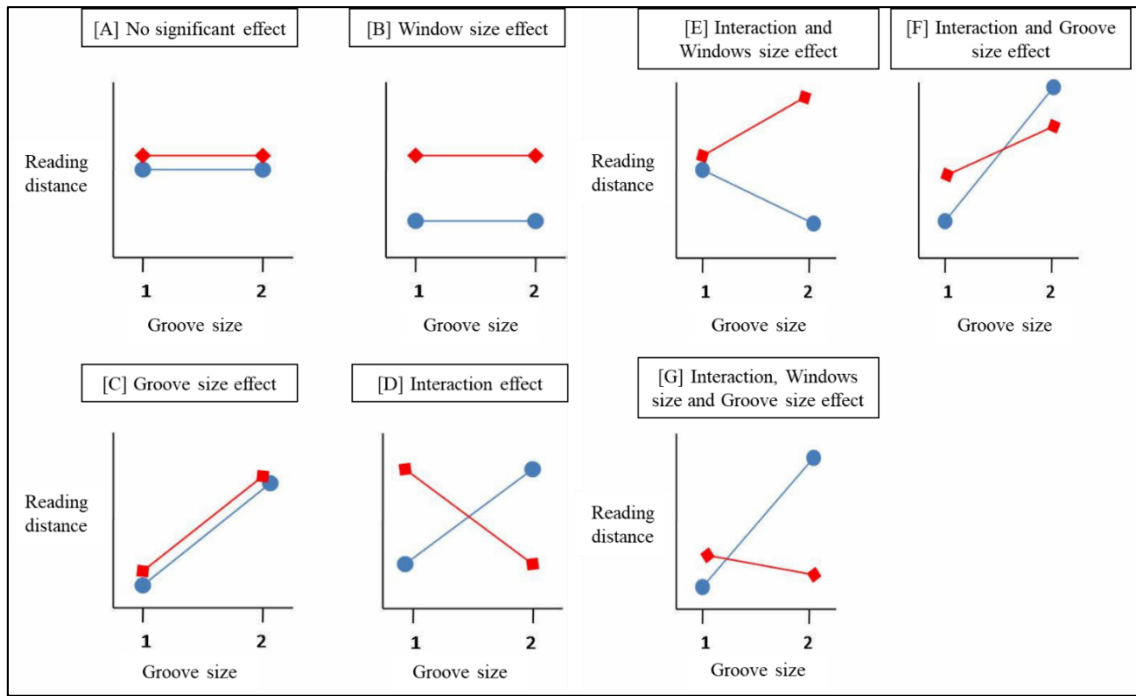 [A] No significant effect
[B] Window size effect
[E] Interaction and
Windows size effect
[F] Interaction and Groove
size effect
Reading
distance
1
2
Groove size
1
2
Groove size
Reading
distance
1
2
Groove size
1
2
Groove size
[C] Groove size effect
[D] Interaction effect
[G] Interaction, Windows
size and Groove size effect
Reading
distance
1
2
Groove size
1
2
Groove size
Reading
distance
1
2
Groove size